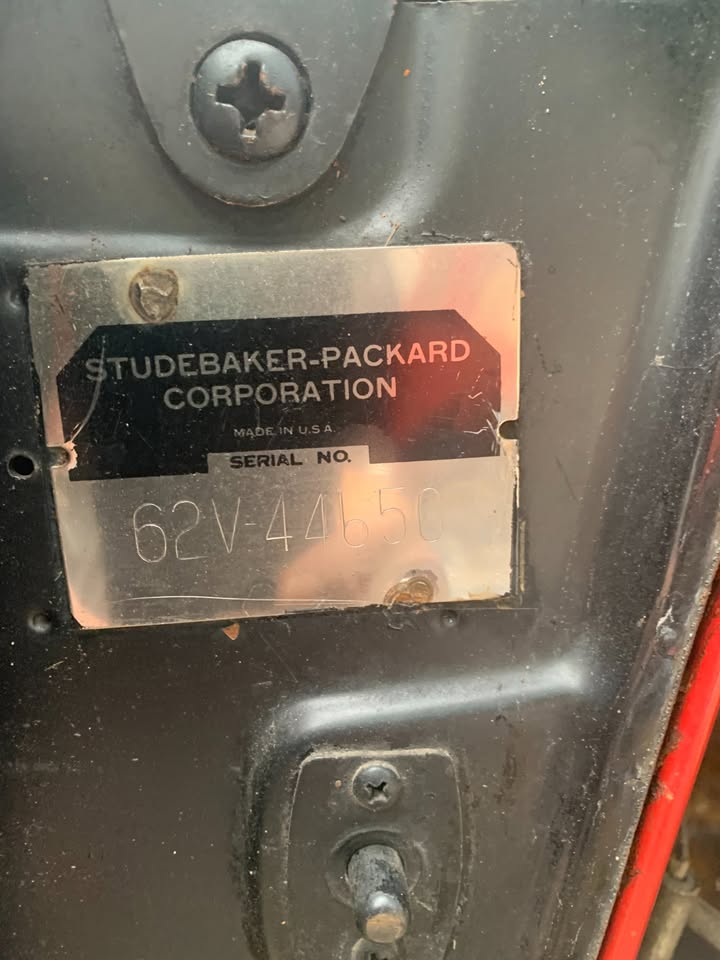 STUDEBAKER-PACKARD
CORPORATION
MADE IN U.S.A.
SERIAL NO.
62V-44650